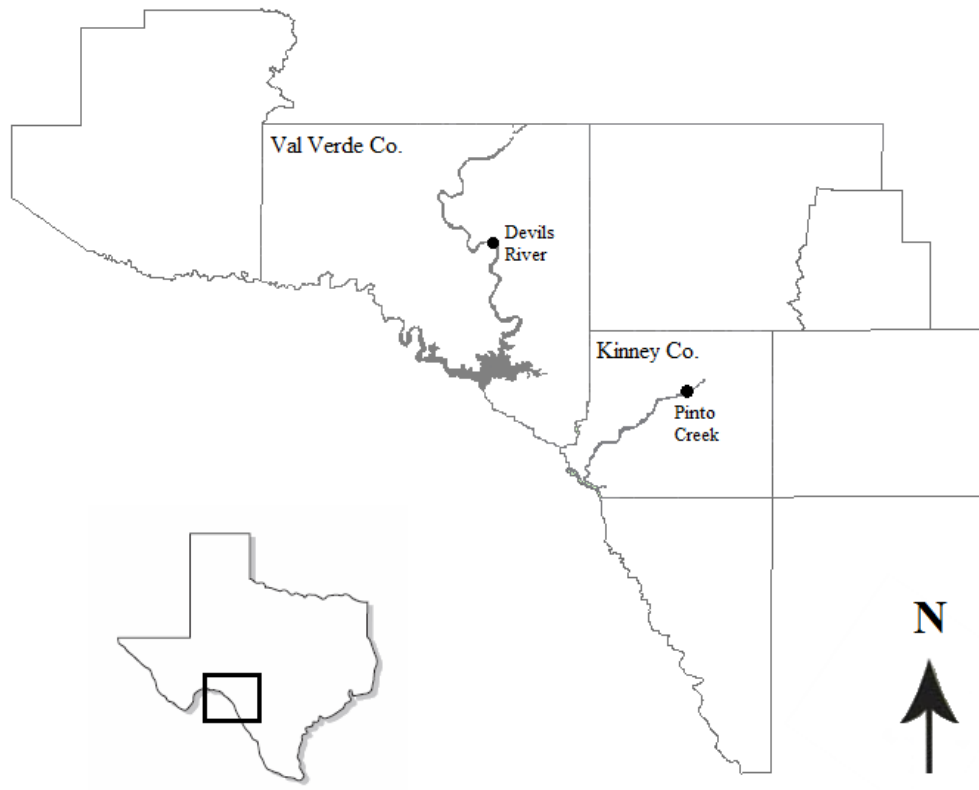 Val Verde Co.
Devils
River
Kinney Co.
Pinto
Creek
N